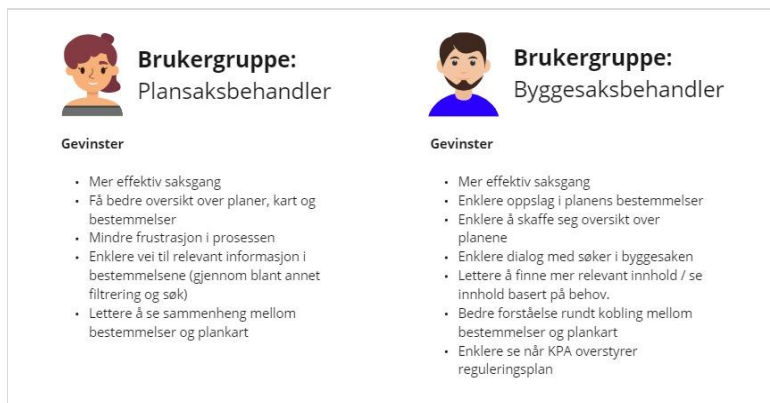 Brukergruppe:
Plansaksbehandler
Gevinster
• Mer effektiv saksgang
• Få bedre oversikt over planer, kart og
bestemmelser
• Mindre frustrasjon i prosessen
• Enklere vei til relevant informasjon i
bestemmelsene (gjennom blant annet
filtrering og søk)
• Lettere å se sammenheng mellom
bestemmelser og plankart
Brukergruppe:
Byggesaksbehandler
Gevinster
• Mer effektiv saksgang
• Enklere oppslag i planens bestemmelser
• Enklere å skaffe seg oversikt over
planene
• Enklere dialog med søker i byggesaken
• Lettere å finne mer relevant innhold / se
innhold basert på behov.
• Bedre forståelse rundt kobling mellom
bestemmelser og plankart
• Enklere se når KPA overstyrer
reguleringsplan